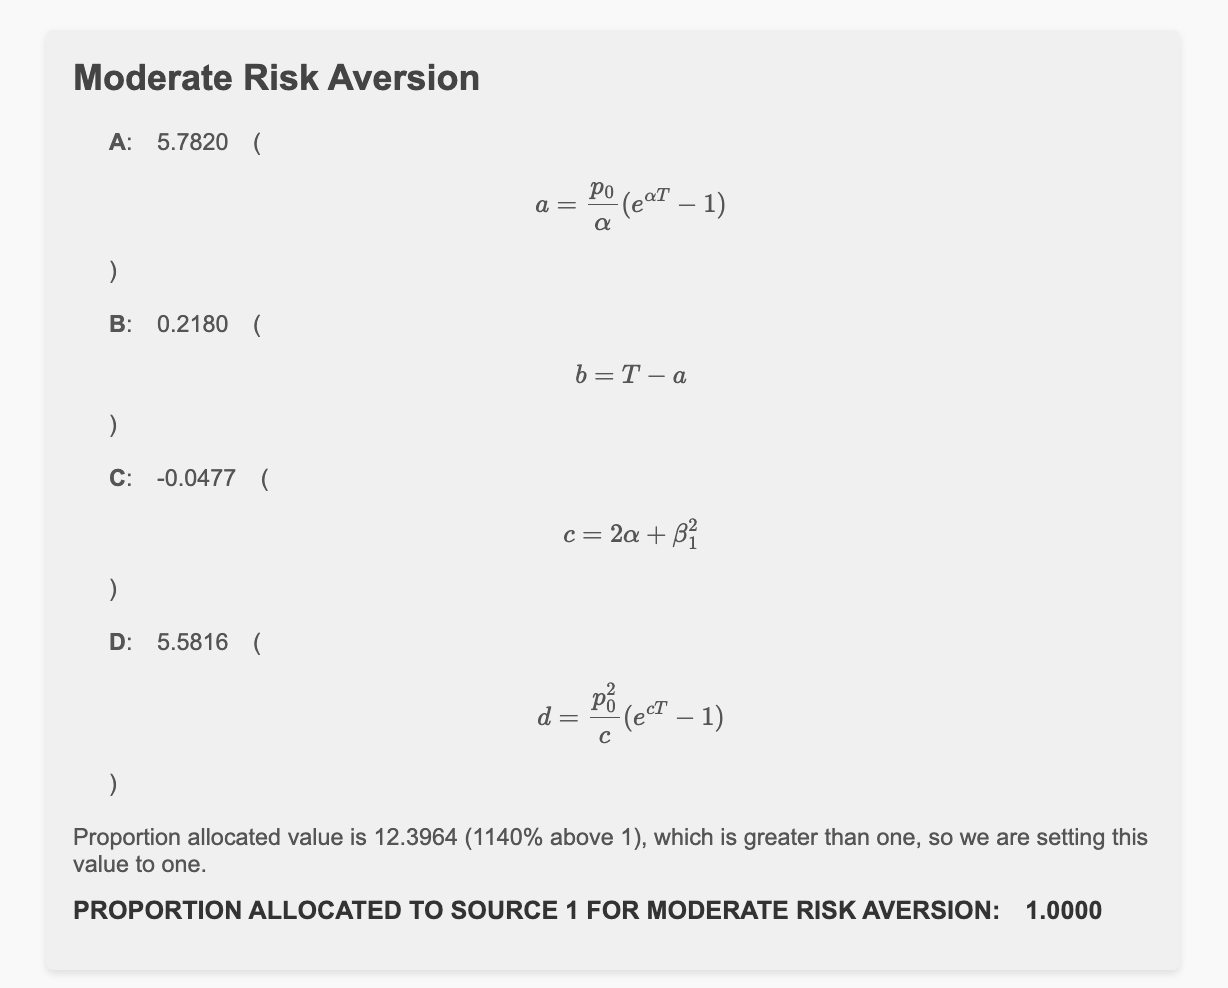 Moderate Risk Aversion
A: 5.7820 (
a = \frac{p_0}{\alpha}(e^{\alpha T} - 1)
)
B: 0.2180 (
b = T - a
)
C: -0.0477 (
c = 2\alpha + \beta_1^2
)
D: 5.5816 (
d = \frac{p_0^2}{c}(e^{cT} - 1)
)
Proportion allocated value is 12.3964 (1140% above 1), which is greater than one, so we are setting this
value to one.
PROPORTION ALLOCATED TO SOURCE 1 FOR MODERATE RISK AVERSION: 1.0000